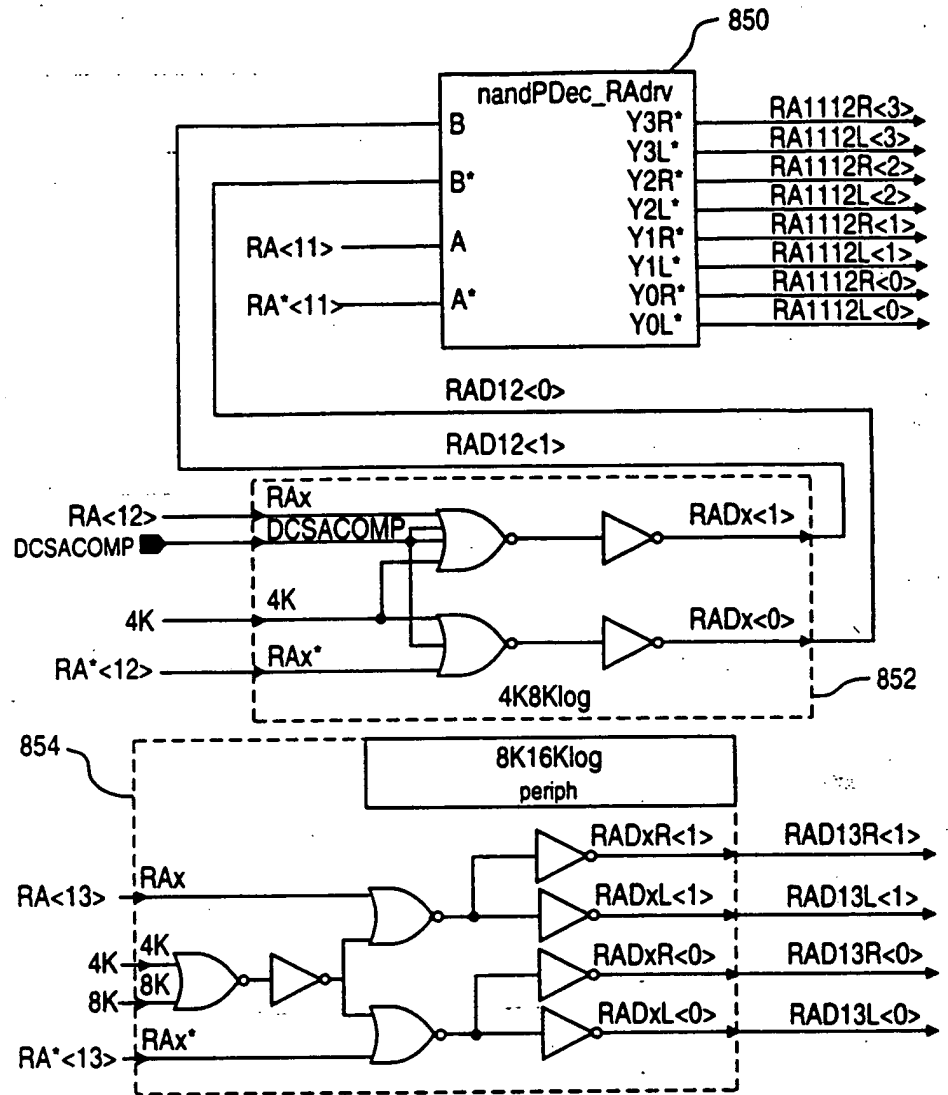 850
nandPDec_RAdrv
B
B*
RA<11> A
RA*<11> A*
Y3R* RA1112R<3>
Y3L* RA1112L<3>
Y2R* RA1112R<2>
Y2L* RA1112L<2>
Y1R* RA1112R<1>
Y1L* RA1112L<1>
Y0R* RA1112R<0>
Y0L* RA1112L<0>
RAD12<0>
RAD12<1>
RA<12> RAx
DCSACOMP DCSACOMP
4K 4K
RA*<12> RAx*
RADx<1>
RADx<0>
4K8Klog
852
854
8K16Klog
periph
RA<13> RAx
4K 4K
8K 8K
RA*<13> RAx*
RADxR<1> RAD13R<1>
RADxL<1> RAD13L<1>
RADxR<0> RAD13R<0>
RADxL<0> RAD13L<0>